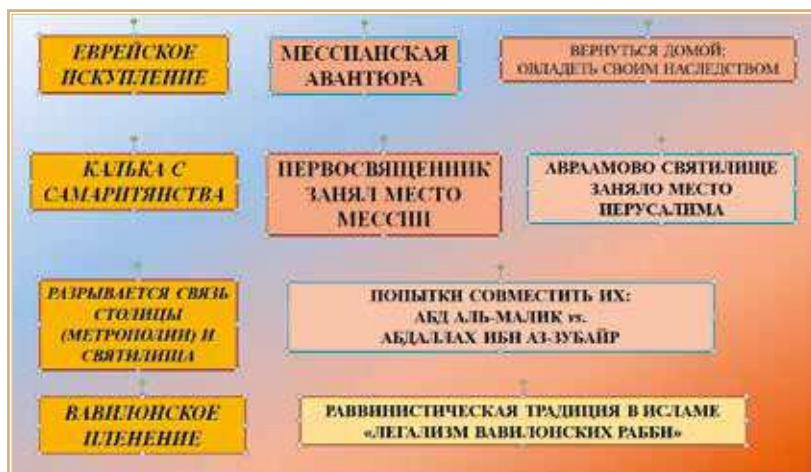 ЕВРЕЙСКОЕ
ИСКУПЛЕНИЕ
МЕССИАНСКАЯ
АВАНТЮРА
ВЕРНУТЬСЯ ДОМОЙ:
ОВЛАДЕТЬ СВОИМ НАСЛЕДСТВОМ
КАЛЬКА С
САМАРИТЯНСТВА
ПЕРВОСВЯЩЕННИК
ЗАНЯЛ МЕСТО
МЕССИИ
АВРААМОВО СВЯТИЛИЩЕ
ЗАНЯЛО МЕСТО
ИЕРУСАЛИМА
РАЗРЫВАЕТСЯ СВЯЗЬ
СТОЛИЦЫ
(МЕТРОПОЛИИ) И
СВЯТИЛИЩА
ПОПЫТКИ СОВМЕСТИТЬ ИХ:
АБД АЛЬ-МАЛИК vs.
АБДАЛЛАХ ИБН АЗ-ЗУБАЙР
ВАВИЛОНСКОЕ
ПЛЕНЕНИЕ
РАВВИНИСТИЧЕСКАЯ ТРАДИЦИЯ В ИСЛАМЕ
«ЛЕГАЛИЗМ ВАВИЛОНСКИХ РАББИ»